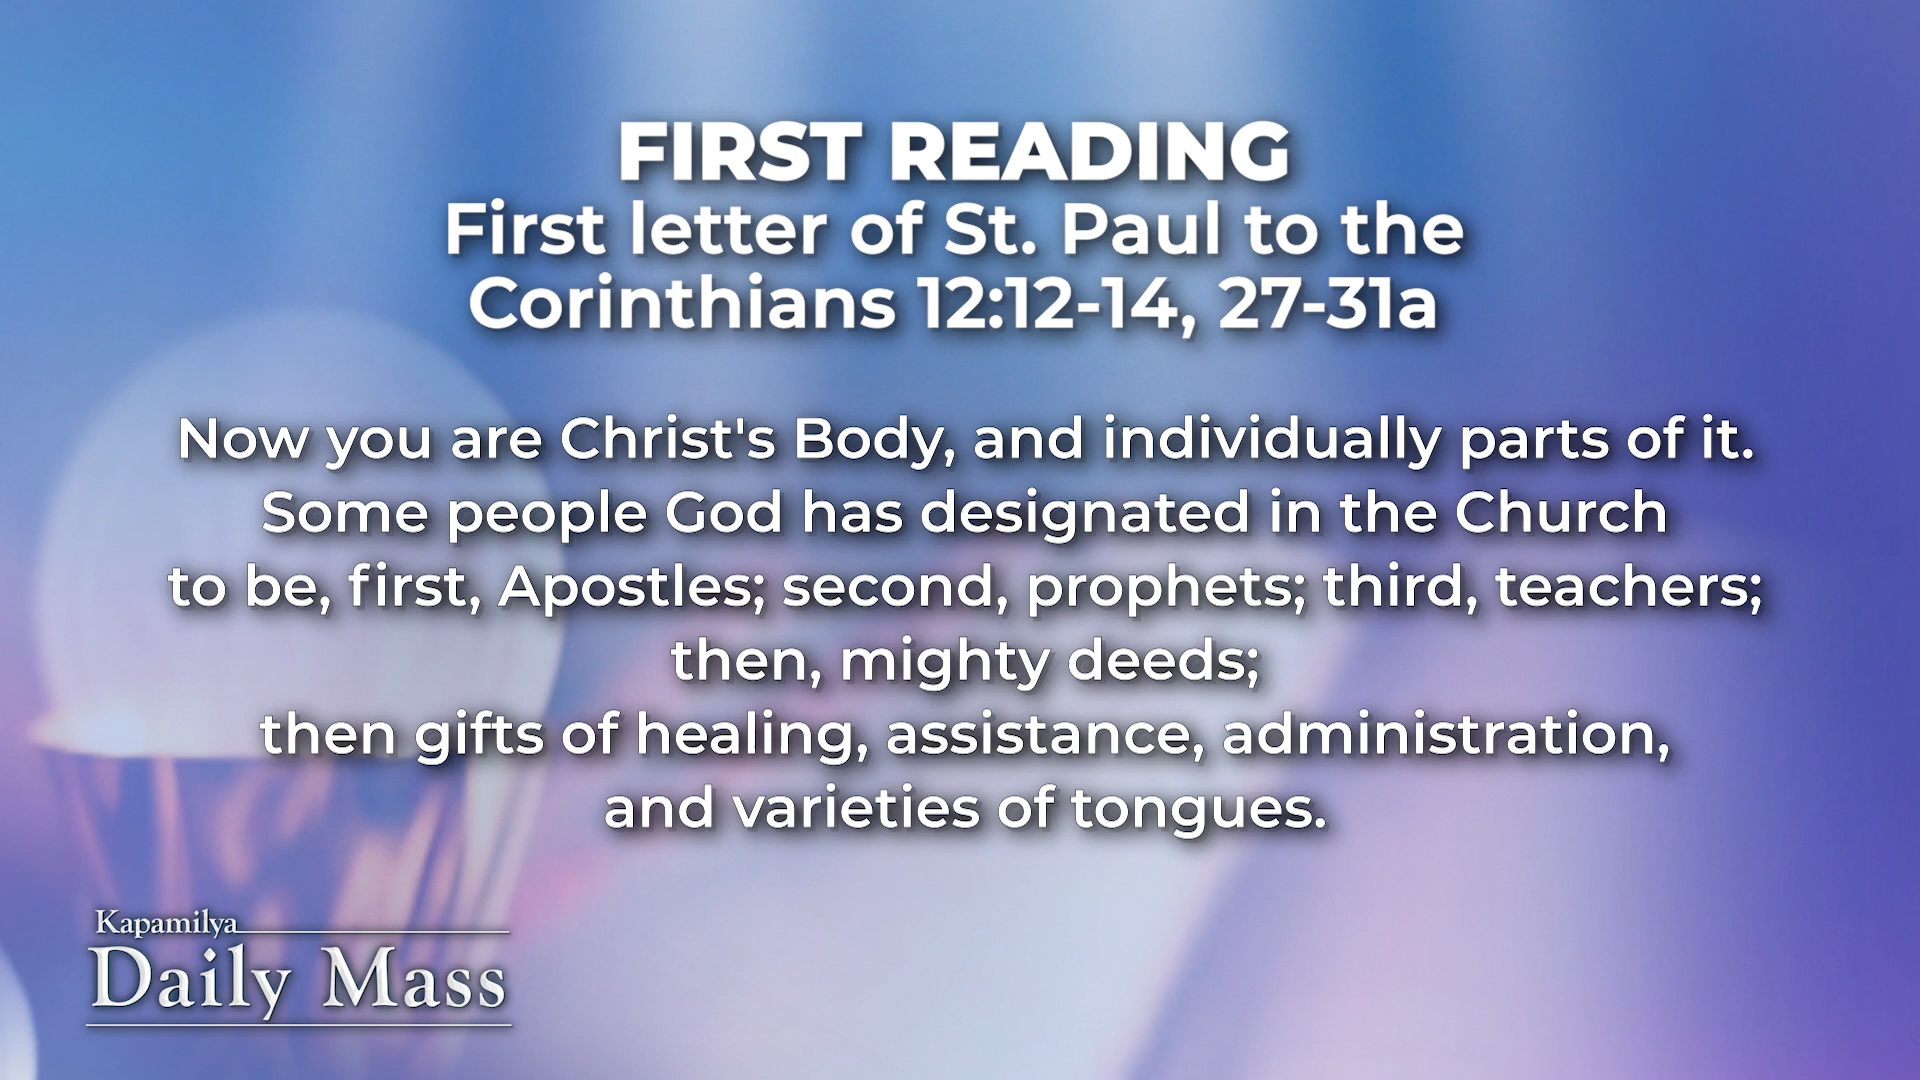 FIRST READING
First letter of St. Paul to the
Corinthians 12:12-14, 27-31a
Now you are Christ's Body, and individually parts of it.
Some people God has designated in the Church
to be, first, Apostles; second, prophets; third, teachers;
then, mighty deeds;
then gifts of healing, assistance, administration,
and varieties of tongues.
Kapamilya
Daily Mass